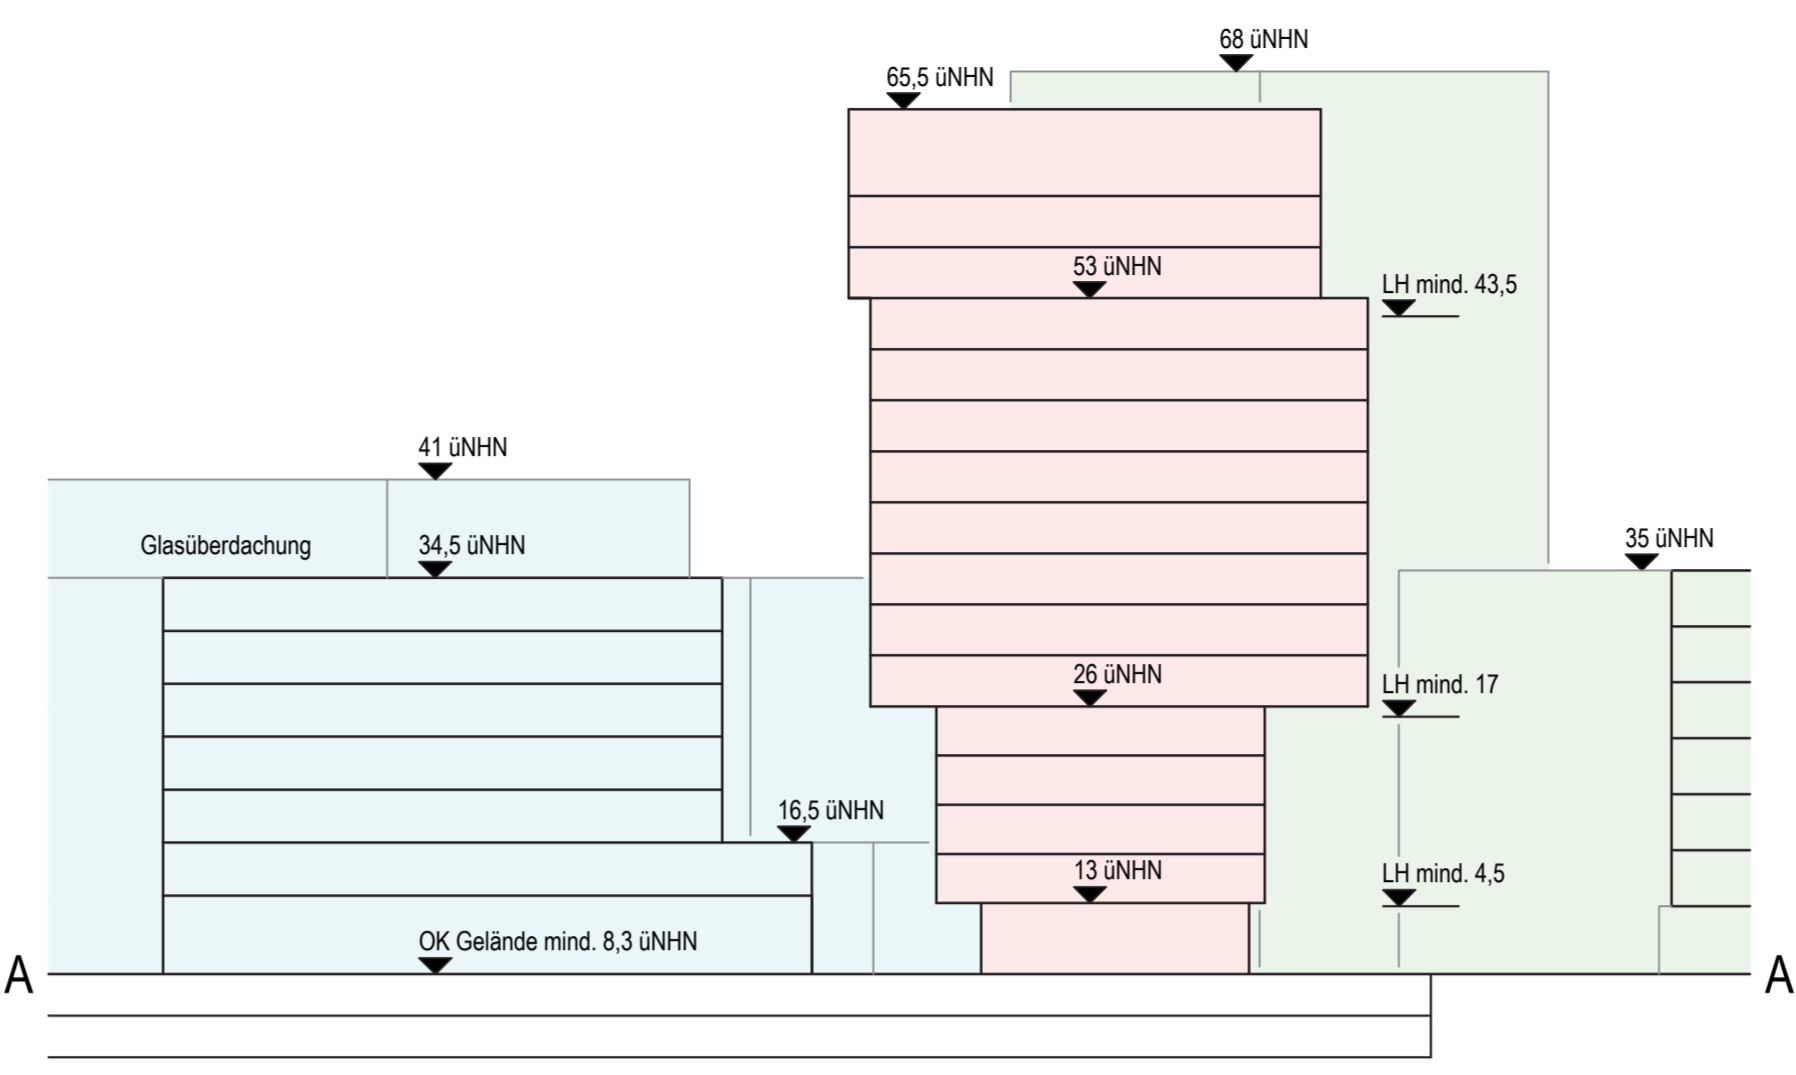 68 üNHN
65,5 üNHN
53 üNHN
LH mind. 43,5
41 üNHN
Glasüberdachung
34,5 üNHN
35 üNHN
26 üNHN
LH mind. 17
16,5 üNHN
13 üNHN
LH mind. 4,5
OK Gelände mind. 8,3 üNHN
A
A